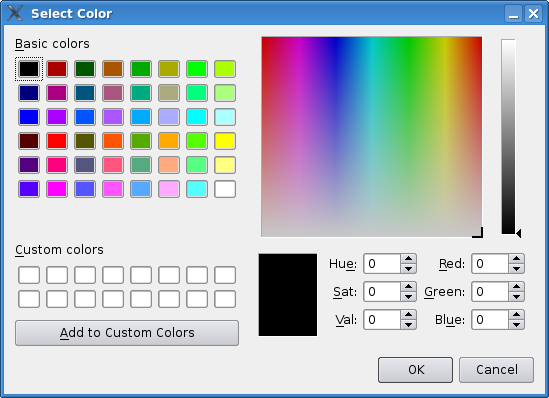 Select Color
Basic colors
Custom colors
Add to Custom Colors
Hue: 0 Red: 0
Sat: 0 Green: 0
Val: 0 Blue: 0
OK Cancel